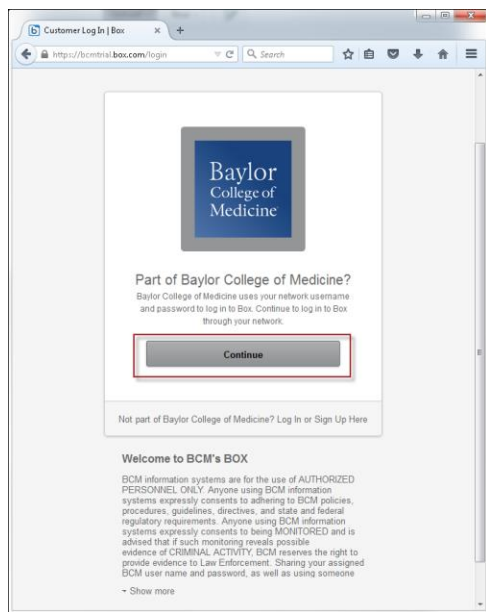 Customer Log In | Box
https://bcmtrial.box.com/login
Search
Baylor
College of
Medicine
Part of Baylor College of Medicine?
Baylor College of Medicine uses your network username
and password to log in to Box. Continue to log in to Box
through your network.
Continue
Not part of Baylor College of Medicine? Log In or Sign Up Here
Welcome to BCM's BOX
BCM information systems are for the use of AUTHORIZED
PERSONNEL ONLY. Anyone using BCM information
systems expressly consents to adhering to BCM policies,
procedures, guidelines, directives, and state and federal
regulatory requirements. Anyone using BCM information
systems expressly consents to being MONITORED and is
advised that if such monitoring reveals possible
evidence of CRIMINAL ACTIVITY, BCM reserves the right to
provide evidence to Law Enforcement. Sharing your assigned
BCM user name and password, as well as using someone
Show more